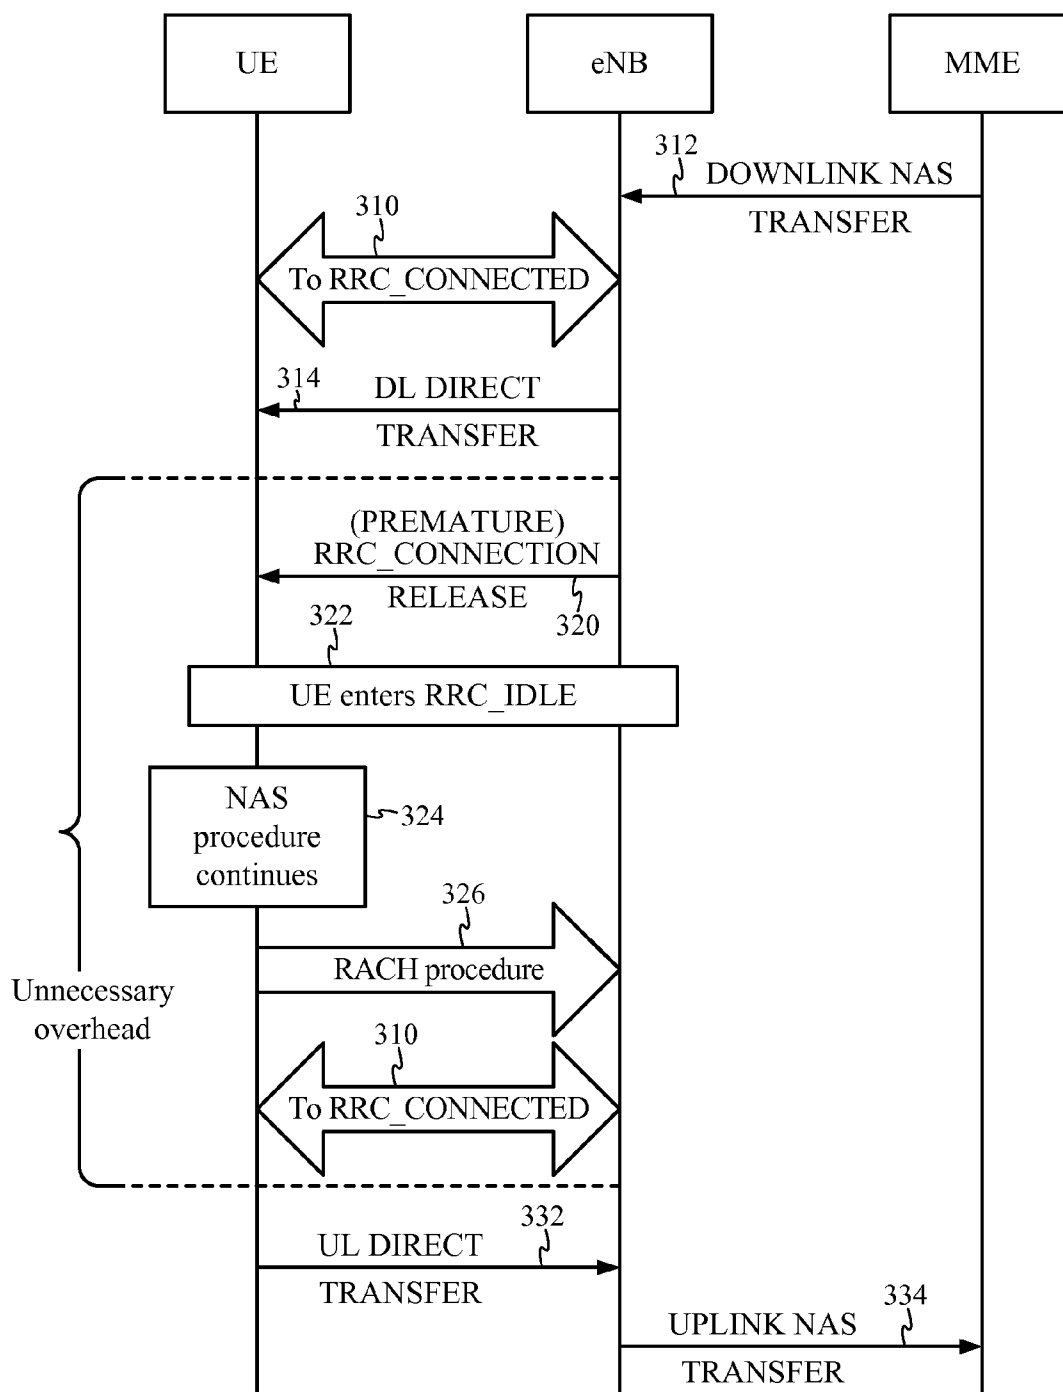 UE
eNB
MME
312
DOWNLINK NAS
TRANSFER
310
To RRC_CONNECTED
314
DL DIRECT
TRANSFER
(PREMATURE)
RRC_CONNECTION
RELEASE
320
322
UE enters RRC_IDLE
NAS
procedure
continues
324
326
RACH procedure
Unnecessary
overhead
310
To RRC_CONNECTED
332
UL DIRECT
TRANSFER
334
UPLINK NAS
TRANSFER